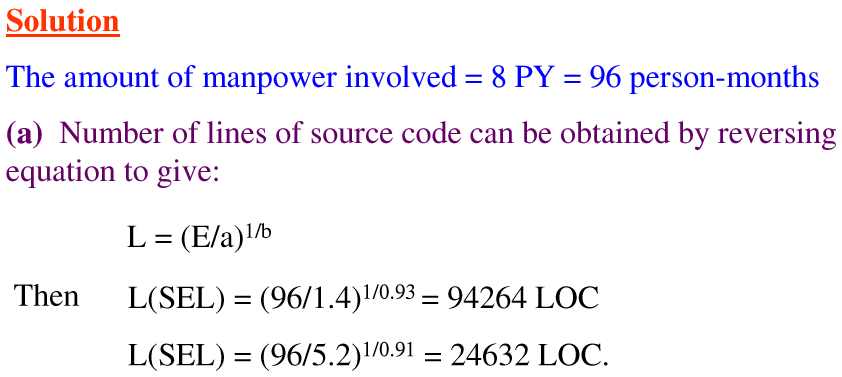 Solution
The amount of manpower involved = 8 PY = 96 person-months
(a) Number of lines of source code can be obtained by reversing
equation to give:
L = (E/a)^1/b
Then L(SEL) = (96/1.4)^1/0.93 = 94264 LOC
L(SEL) = (96/5.2)^1/0.91 = 24632 LOC.